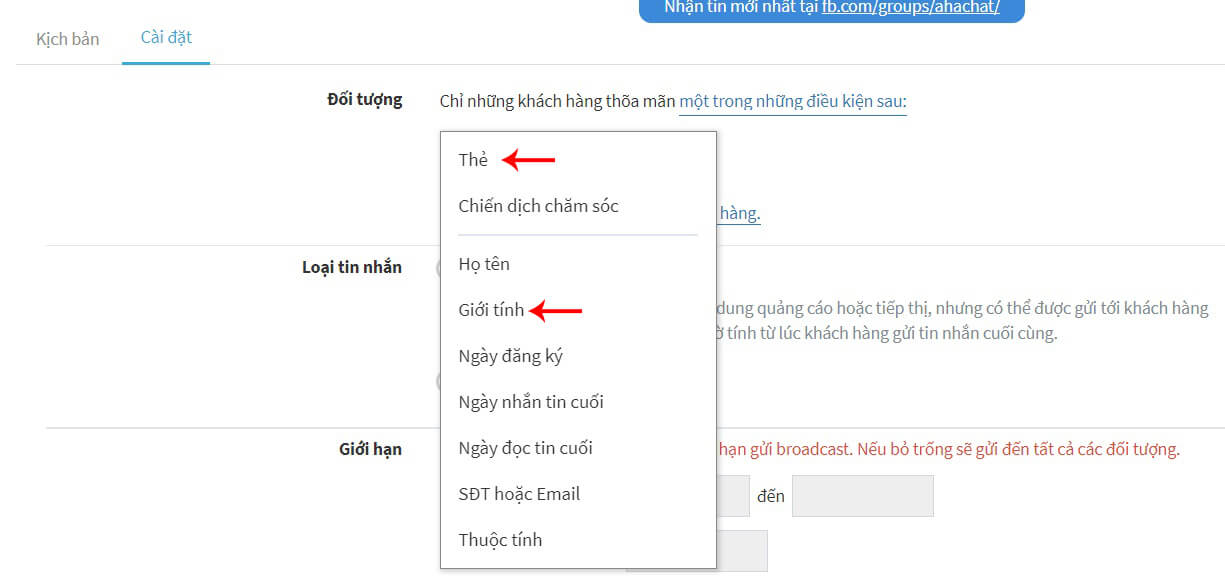 Nhận tin mới nhất tại fb.com/groups/ahachat/
Kịch bản
Cài đặt
Đối tượng
Chỉ những khách hàng thõa mãn một trong những điều kiện sau:
Thẻ
Chiến dịch chăm sóc
hàng.
Loại tin nhắn
Họ tên
Giới tính
dung quảng cáo hoặc tiếp thị, nhưng có thể được gửi tới khách hàng
ờ tính từ lúc khách hàng gửi tin nhắn cuối cùng.
Ngày đăng ký
Ngày nhắn tin cuối
Giới hạn
Ngày đọc tin cuối
hạn gửi broadcast. Nếu bỏ trống sẽ gửi đến tất cả các đối tượng.
SĐT hoặc Email
đến
Thuộc tính